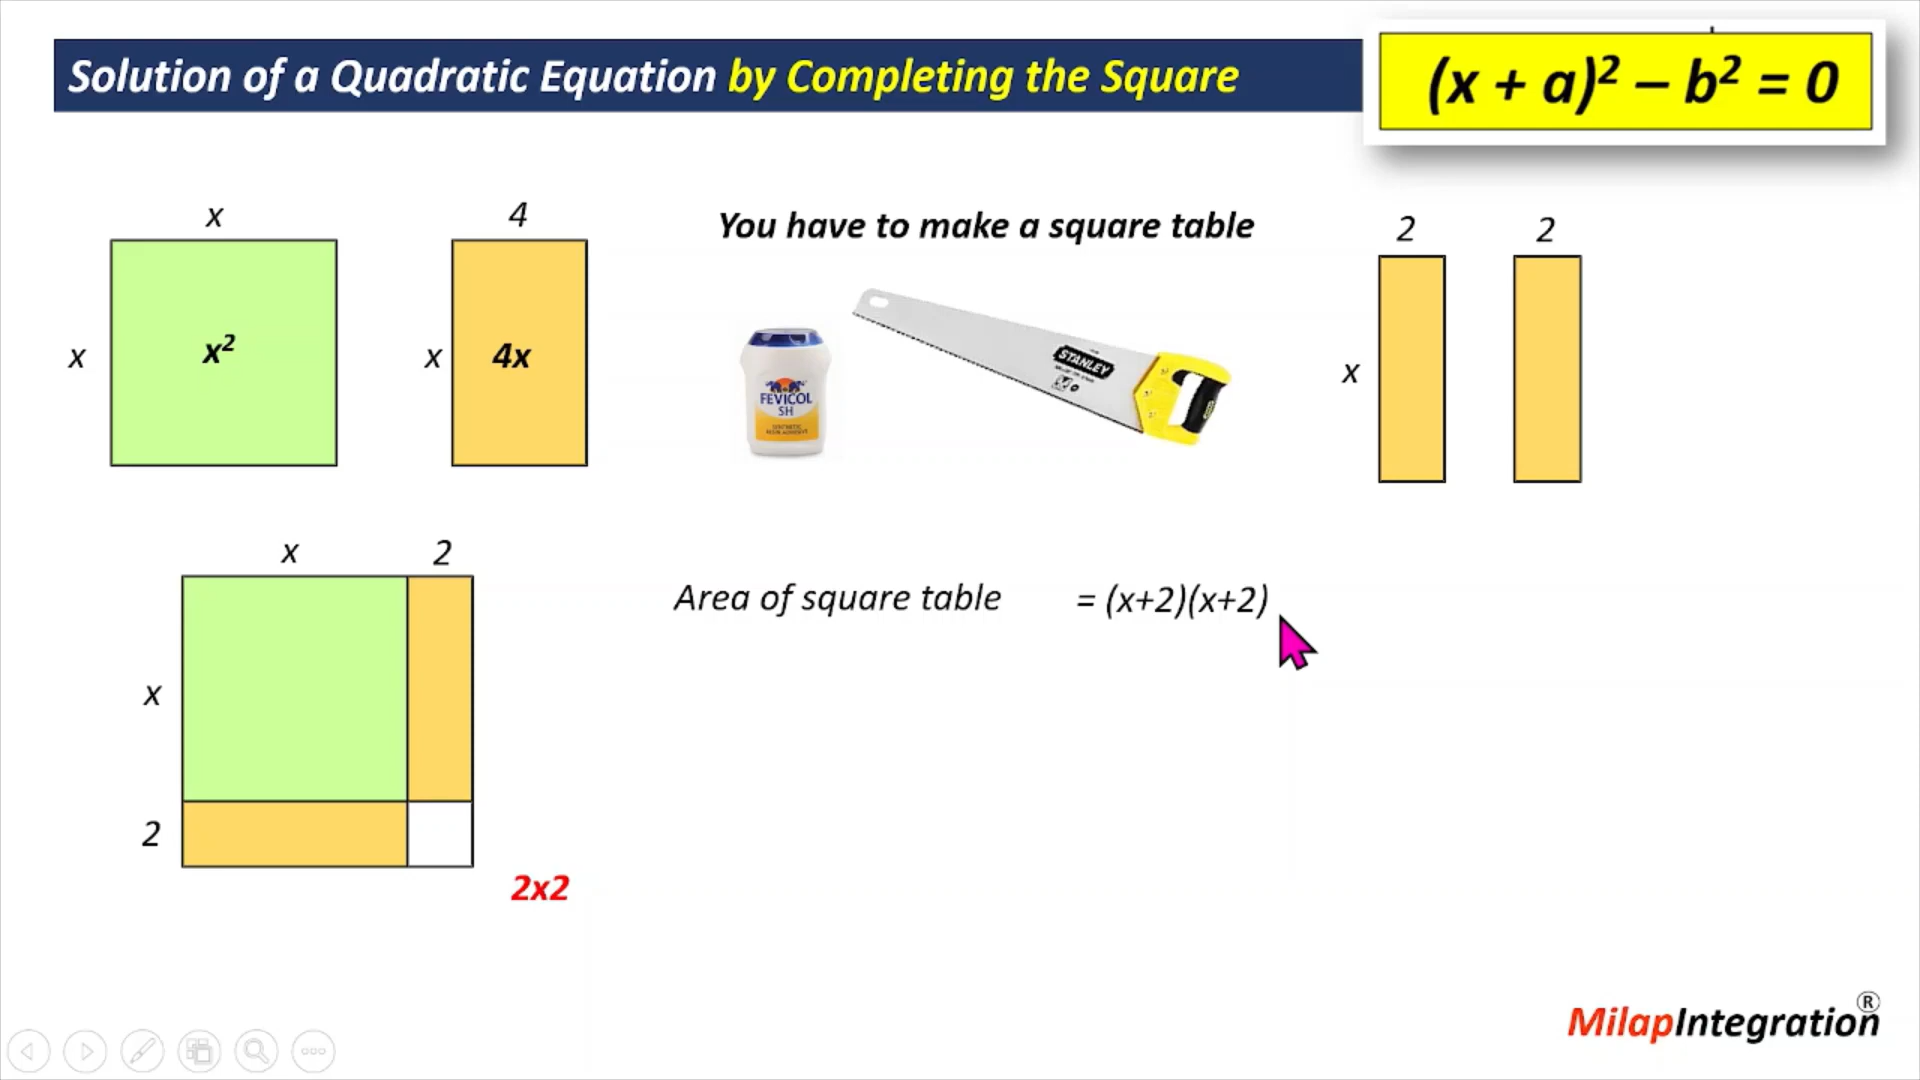 Solution of a Quadratic Equation by Completing the Square
(x + a)² – b² = 0
x
4
You have to make a square table
2
2
x
x²
x
4x
x
STANLEY
FEVICOL
SH
x
2
Area of square table = (x+2)(x+2)
x
2
2x2
MilapIntegration®